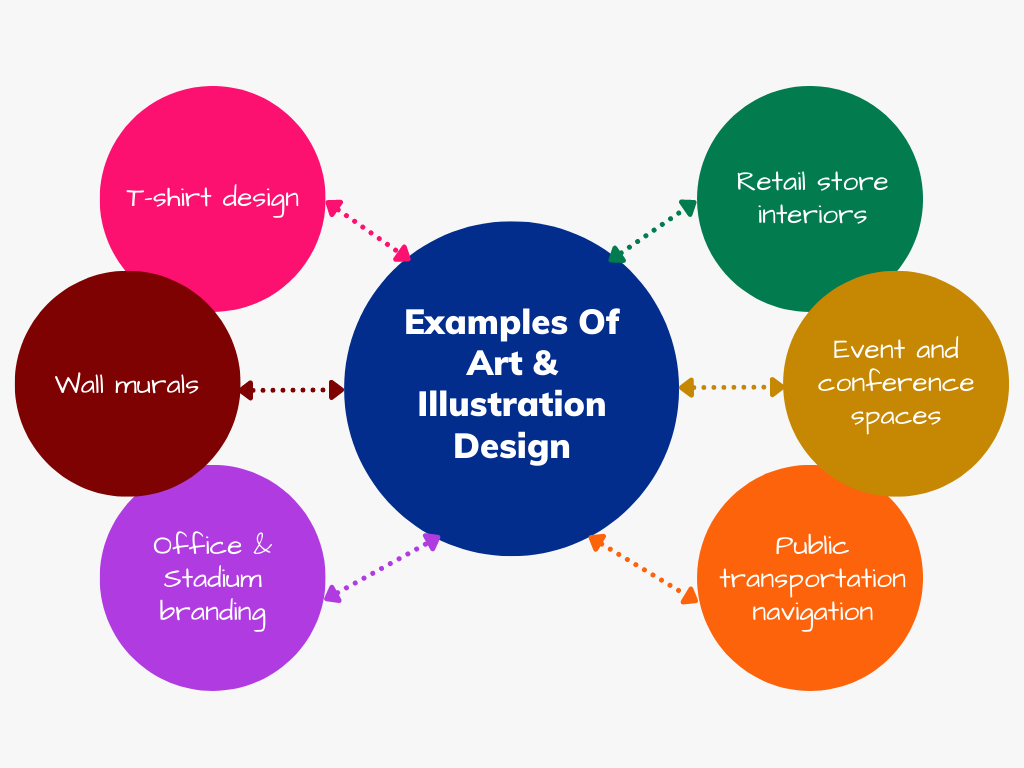 T-shirt design
Wall murals
Office &
Stadium
branding
Examples Of
Art &
Illustration
Design
Retail store
interiors
Event and
conference
spaces
Public
transportation
navigation